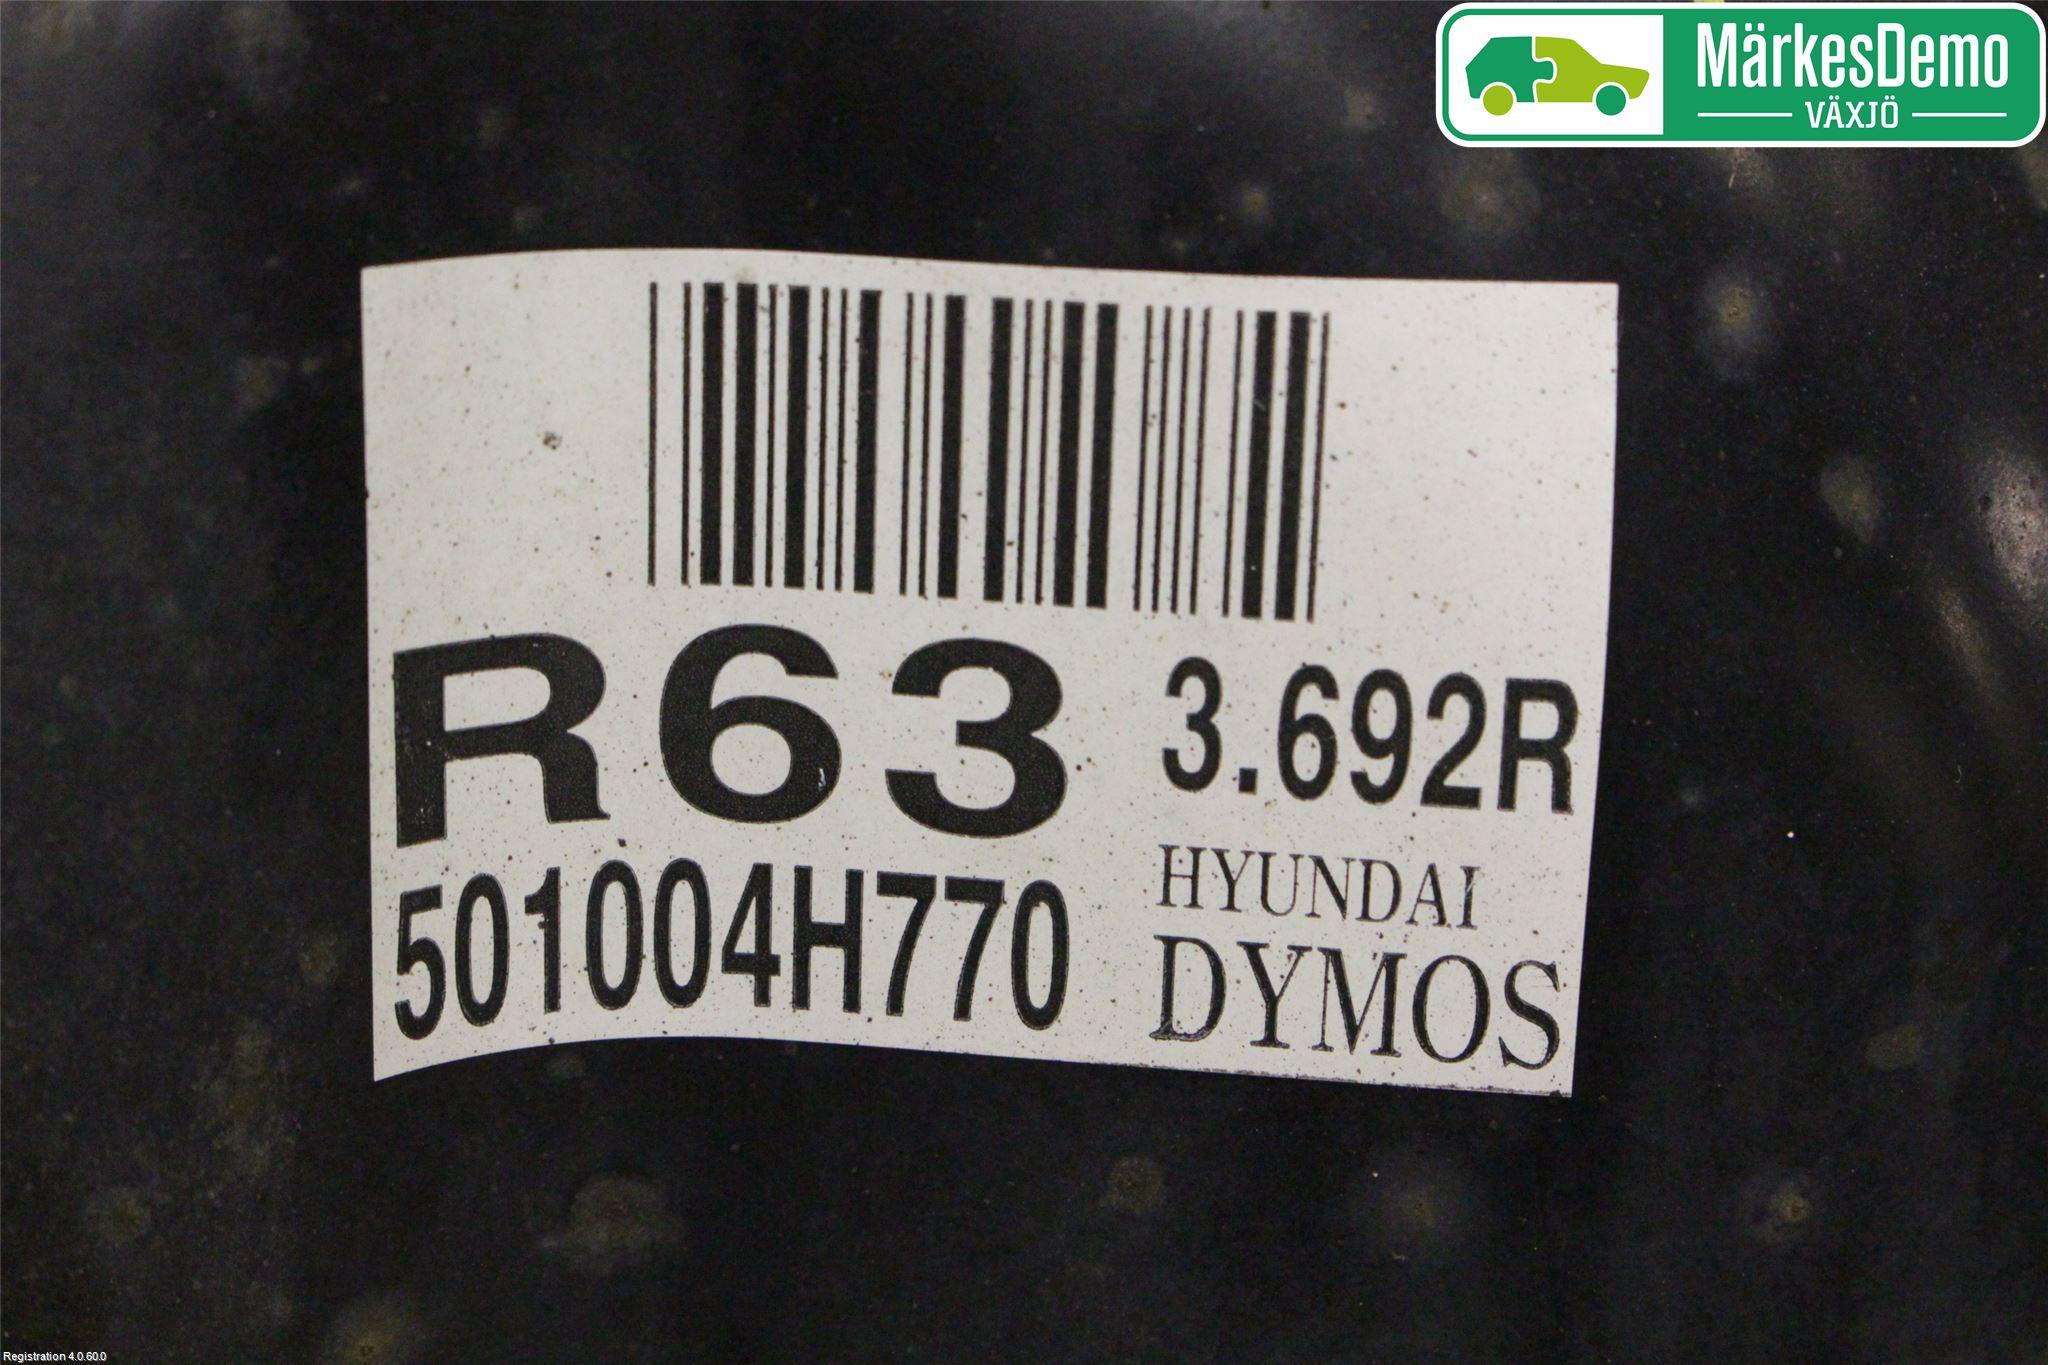 MärkesDemo
VÄXJÖ
R63 3.692R
501004H770
HYUNDAI
DYMOS
Registration 4.0.60.0